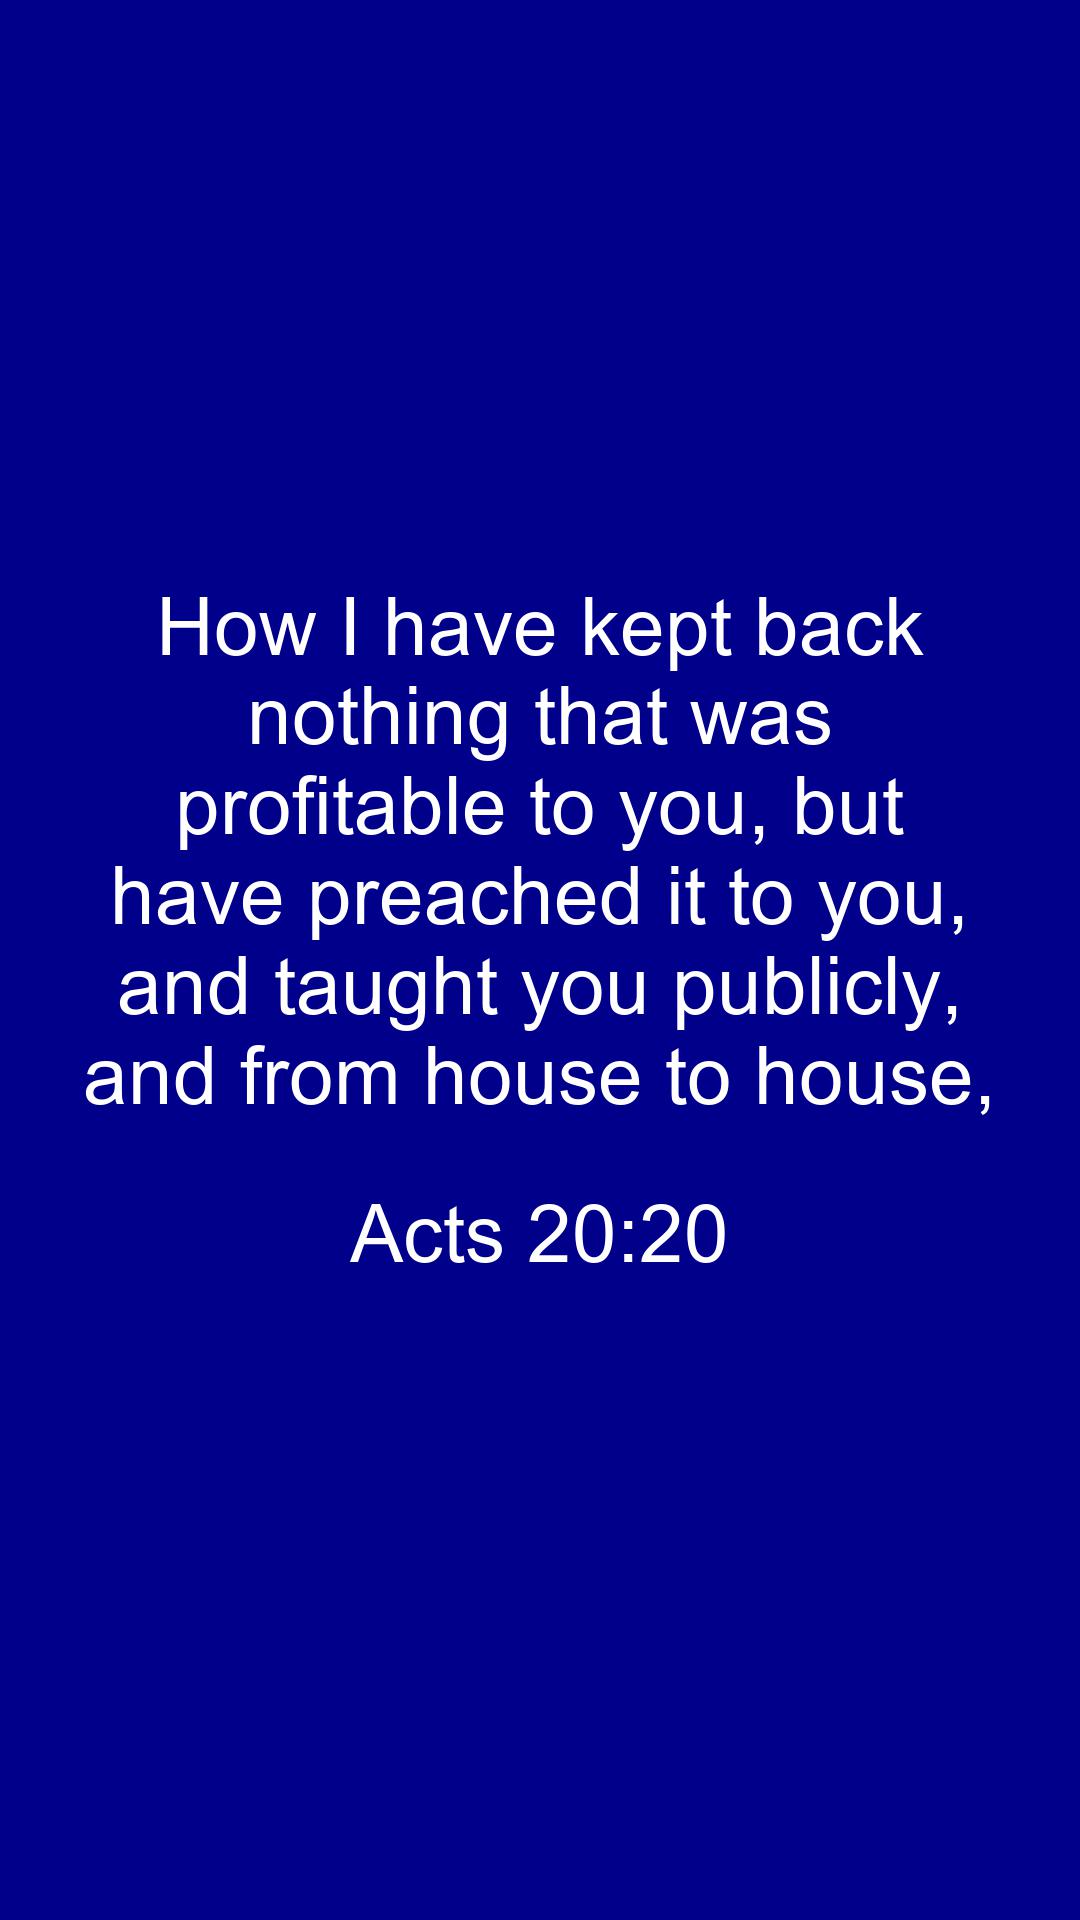 How I have kept back
nothing that was
profitable to you, but
have preached it to you,
and taught you publicly,
and from house to house,
Acts 20:20